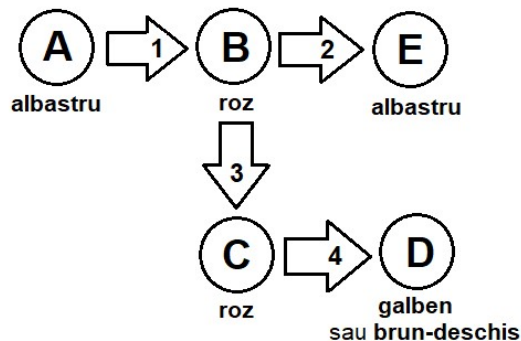 A 1 B 2 E
albastru roz albastru
3
C 4 D
roz galben
sau brun-deschis